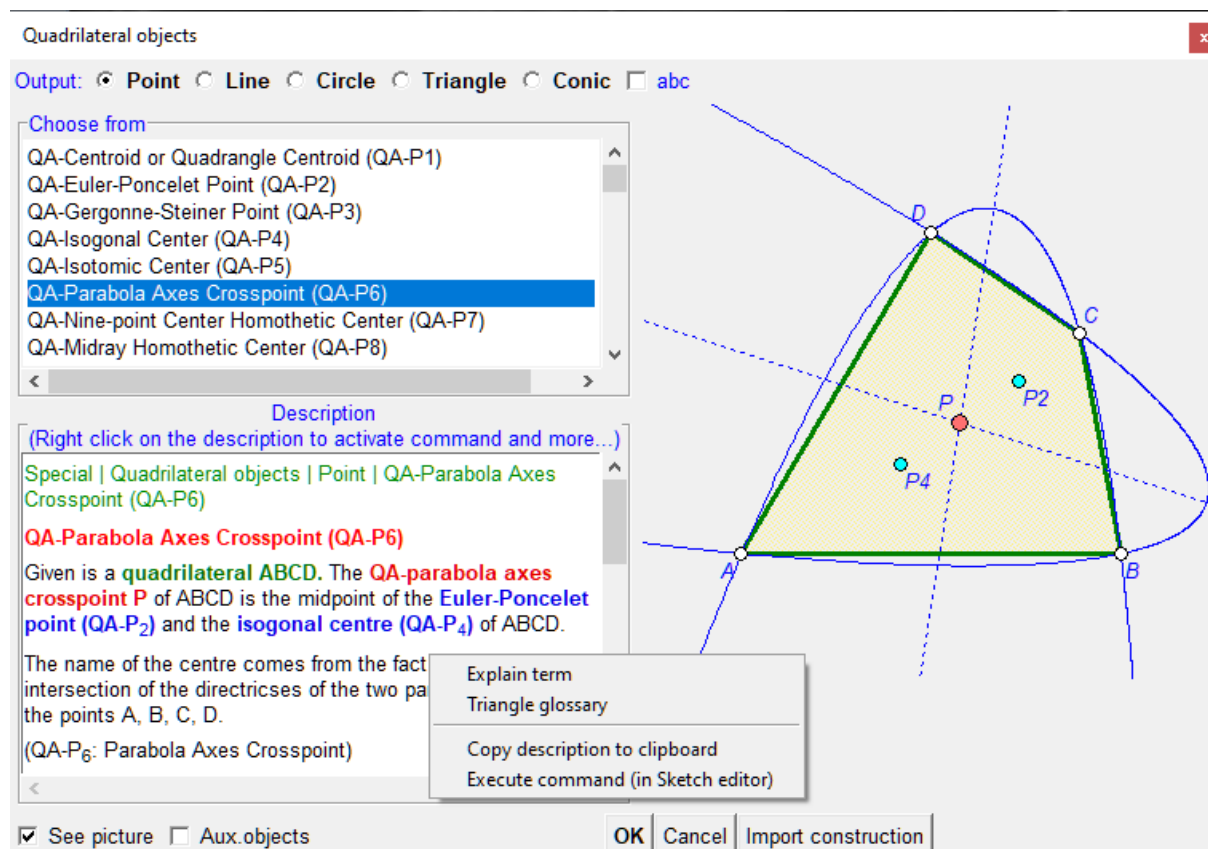 Quadrilateral objects
x
Output: Point Line Circle Triangle Conic abc
Choose from
QA-Centroid or Quadrangle Centroid (QA-P1)
QA-Euler-Poncelet Point (QA-P2)
QA-Gergonne-Steiner Point (QA-P3)
QA-Isogonal Center (QA-P4)
QA-Isotomic Center (QA-P5)
QA-Parabola Axes Crosspoint (QA-P6)
QA-Nine-point Center Homothetic Center (QA-P7)
QA-Midray Homothetic Center (QA-P8)
Description
(Right click on the description to activate command and more...)
Special | Quadrilateral objects | Point | QA-Parabola Axes
Crosspoint (QA-P6)
QA-Parabola Axes Crosspoint (QA-P6)
Given is a quadrilateral ABCD. The QA-parabola axes
crosspoint P of ABCD is the midpoint of the Euler-Poncelet
point (QA-P2) and the isogonal centre (QA-P4) of ABCD.
The name of the centre comes from the fact
intersection of the directricses of the two pa
the points A, B, C, D.
(QA-P6: Parabola Axes Crosspoint)
Explain term
Triangle glossary
Copy description to clipboard
Execute command (in Sketch editor)
See picture Aux.objects
OK Cancel Import construction
D
C
P2
P
P4
A
B